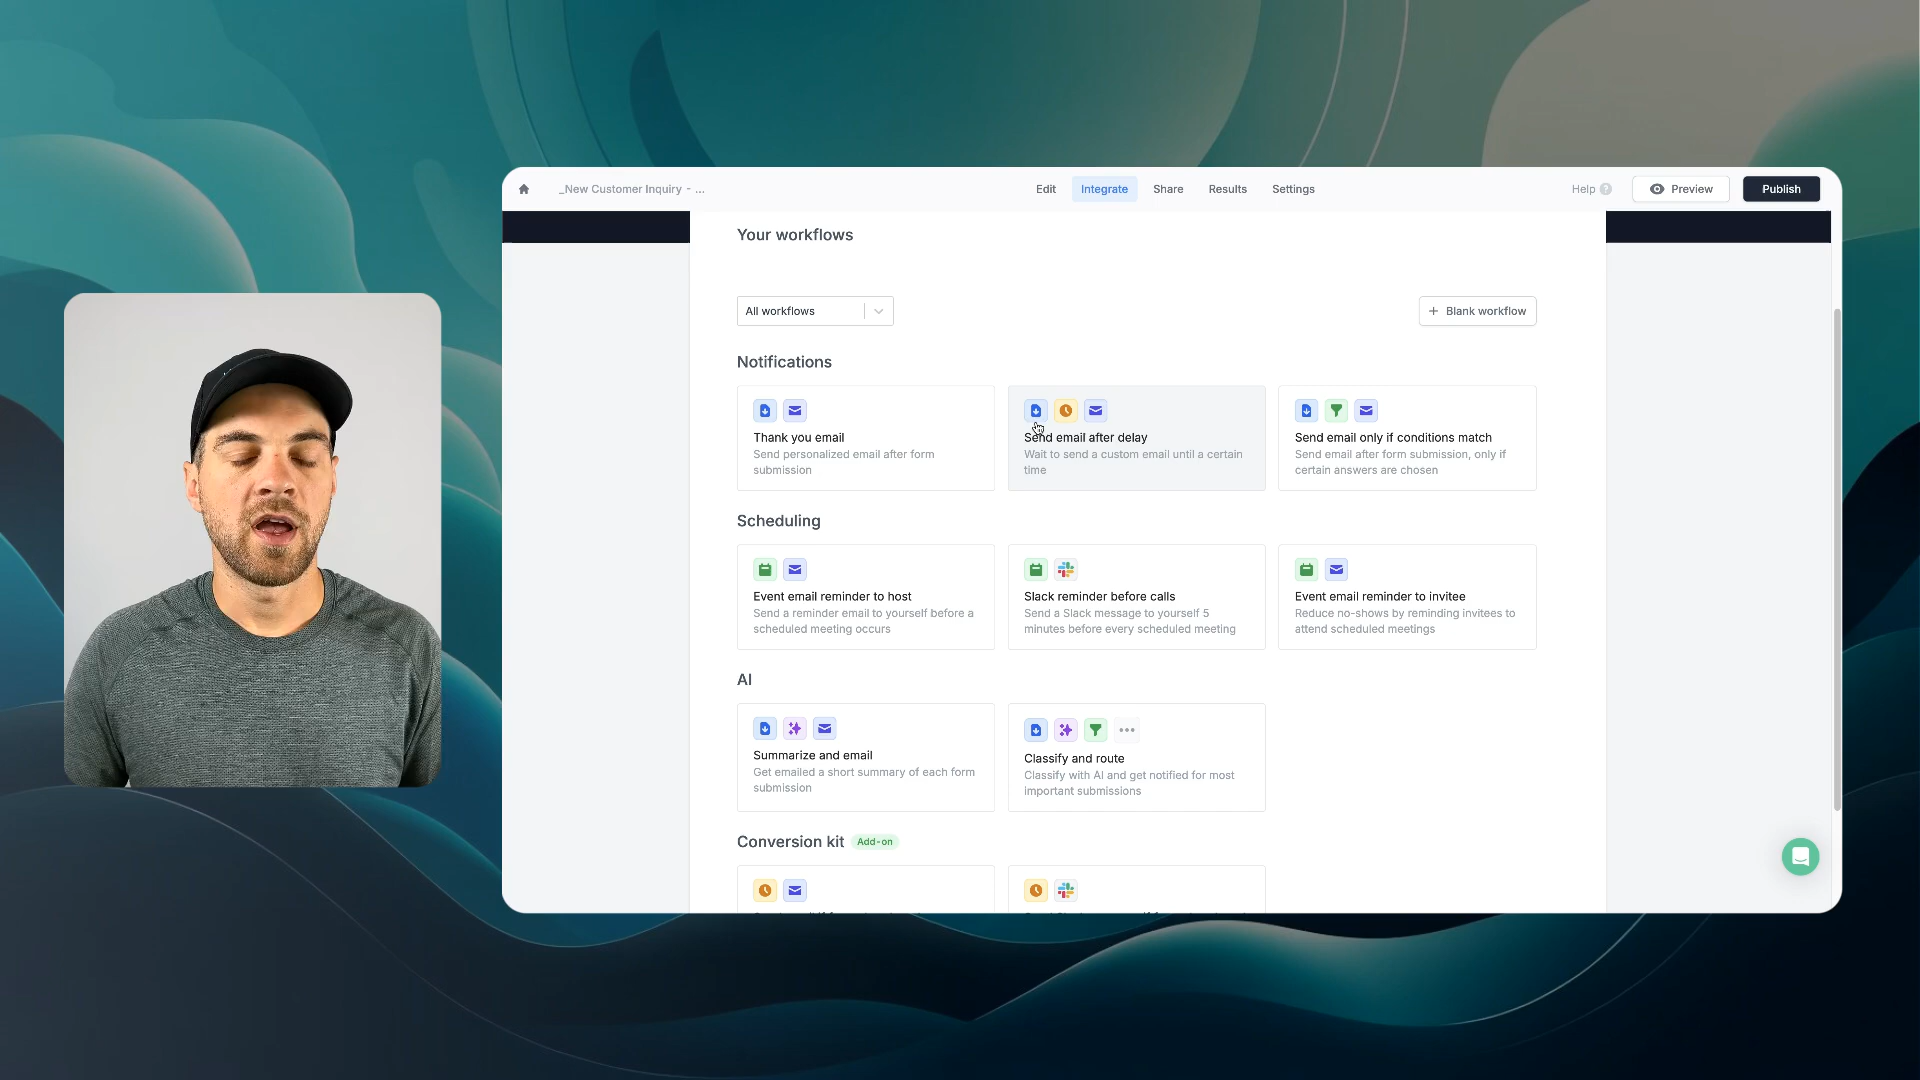 _New Customer Inquiry - ...
Edit
Integrate
Share
Results
Settings
Help
Preview
Publish
Your workflows
All workflows
+ Blank workflow
Notifications
Thank you email
Send personalized email after form
submission
Send email after delay
Wait to send a custom email until a certain
time
Send email only if conditions match
Send email after form submission, only if
certain answers are chosen
Scheduling
Event email reminder to host
Send a reminder email to yourself before a
scheduled meeting occurs
Slack reminder before calls
Send a Slack message to yourself 5
minutes before every scheduled meeting
Event email reminder to invitee
Reduce no-shows by reminding invitees to
attend scheduled meetings
AI
Summarize and email
Get emailed a short summary of each form
submission
Classify and route
Classify with AI and get notified for most
important submissions
Conversion kit
Add-on